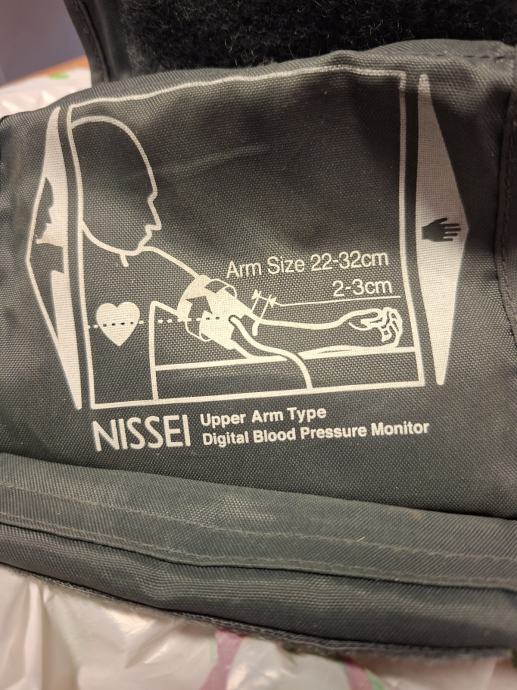 Arm Size 22-32cm
2-3cm
NISSEI
Upper Arm Type
Digital Blood Pressure Monitor